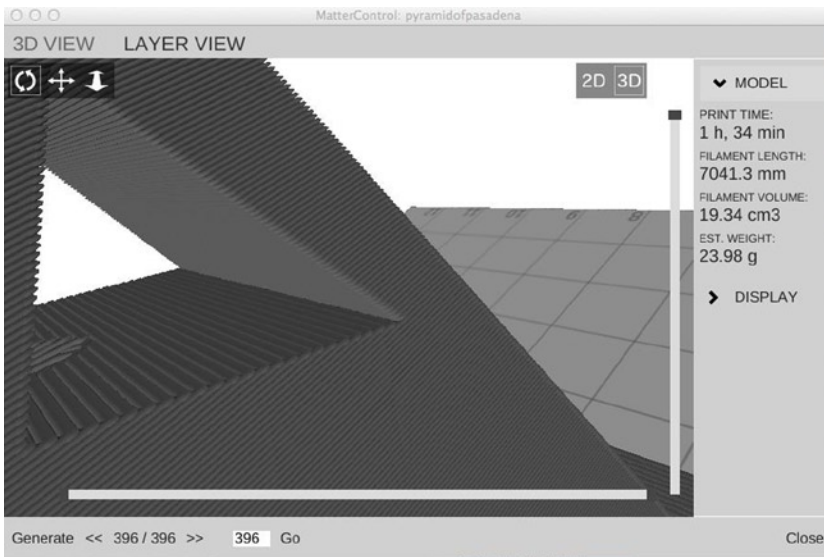 MatterControl: pyramidofpasadena
3D VIEW LAYER VIEW
2D 3D
MODEL
PRINT TIME:
1 h, 34 min
FILAMENT LENGTH:
7041.3 mm
FILAMENT VOLUME:
19.34 cm3
EST. WEIGHT:
23.98 g
DISPLAY
Generate << 396 / 396 >> 396 Go
Close